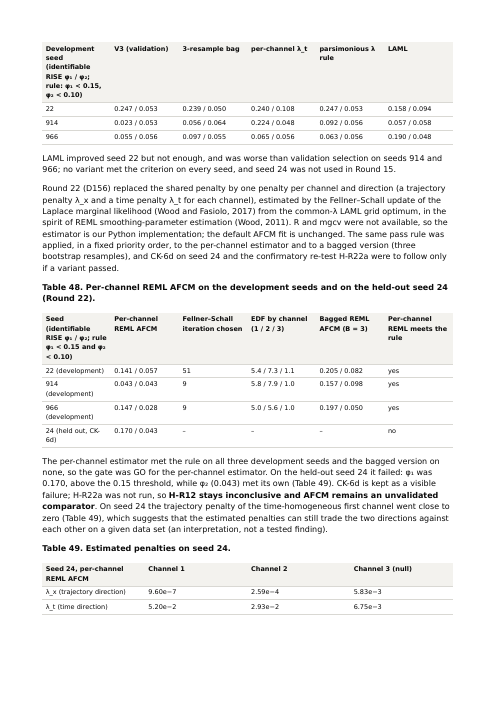 Development seed (identifiable RISE φ₁ / φ₂; rule: φ₁ < 0.15, φ₂ < 0.10) V3 (validation) 3-resample bag per-channel λ_t parsimonious λ rule LAML
22 0.247 / 0.053 0.239 / 0.050 0.240 / 0.108 0.247 / 0.053 0.158 / 0.094
914 0.023 / 0.053 0.056 / 0.064 0.224 / 0.048 0.092 / 0.056 0.057 / 0.058
966 0.055 / 0.056 0.097 / 0.055 0.065 / 0.056 0.063 / 0.056 0.190 / 0.048
LAML improved seed 22 but not enough, and was worse than validation selection on seeds 914 and
966; no variant met the criterion on every seed, and seed 24 was not used in Round 15.
Round 22 (D156) replaced the shared penalty by one penalty per channel and direction (a trajectory
penalty λ_x and a time penalty λ_t for each channel), estimated by the Fellner–Schall update of the
Laplace marginal likelihood (Wood and Fasiolo, 2017) from the common-λ LAML grid optimum, in
the spirit of REML smoothing-parameter estimation (Wood, 2011). R and mgcv were not available, so the
estimator is our Python implementation; the default AFCM fit is unchanged. The same pass rule was
applied, in a fixed priority order, to the per-channel estimator and to a bagged version (three
bootstrap resamples), and CK-6d on seed 24 and the confirmatory re-test H-R22a were to follow only
if a variant passed.
Table 48. Per-channel REML AFCM on the development seeds and on the held-out seed 24
(Round 22).
Seed (identifiable RISE φ₁ / φ₂; rule φ₁ < 0.15 and φ₂ < 0.10) Per-channel REML AFCM Fellner–Schall iteration chosen EDF by channel (1 / 2 / 3) Bagged REML AFCM (B = 3) Per-channel REML meets the rule
22 (development) 0.141 / 0.057 51 5.4 / 7.3 / 1.1 0.205 / 0.082 yes
914 (development) 0.043 / 0.043 9 5.8 / 7.9 / 1.0 0.157 / 0.098 yes
966 (development) 0.147 / 0.028 9 5.0 / 5.6 / 1.0 0.197 / 0.050 yes
24 (held out, CK-6d) 0.170 / 0.043 – – – no
The per-channel estimator met the rule on all three development seeds and the bagged version on
none, so the gate was GO for the per-channel estimator. On the held-out seed 24 it failed: φ₁ was
0.170, above the 0.15 threshold, while φ₂ (0.043) met its own (Table 49). CK-6d is kept as a visible
failure; H-R22a was not run, so H-R12 stays inconclusive and AFCM remains an unvalidated
comparator. On seed 24 the trajectory penalty of the time-homogeneous first channel went close to
zero (Table 49), which suggests that the estimated penalties can still trade the two directions against
each other on a given data set (an interpretation, not a tested finding).
Table 49. Estimated penalties on seed 24.
Seed 24, per-channel REML AFCM Channel 1 Channel 2 Channel 3 (null)
λ_x (trajectory direction) 9.60e−7 2.59e−4 5.83e−3
λ_t (time direction) 5.20e−2 2.93e−2 6.75e−3